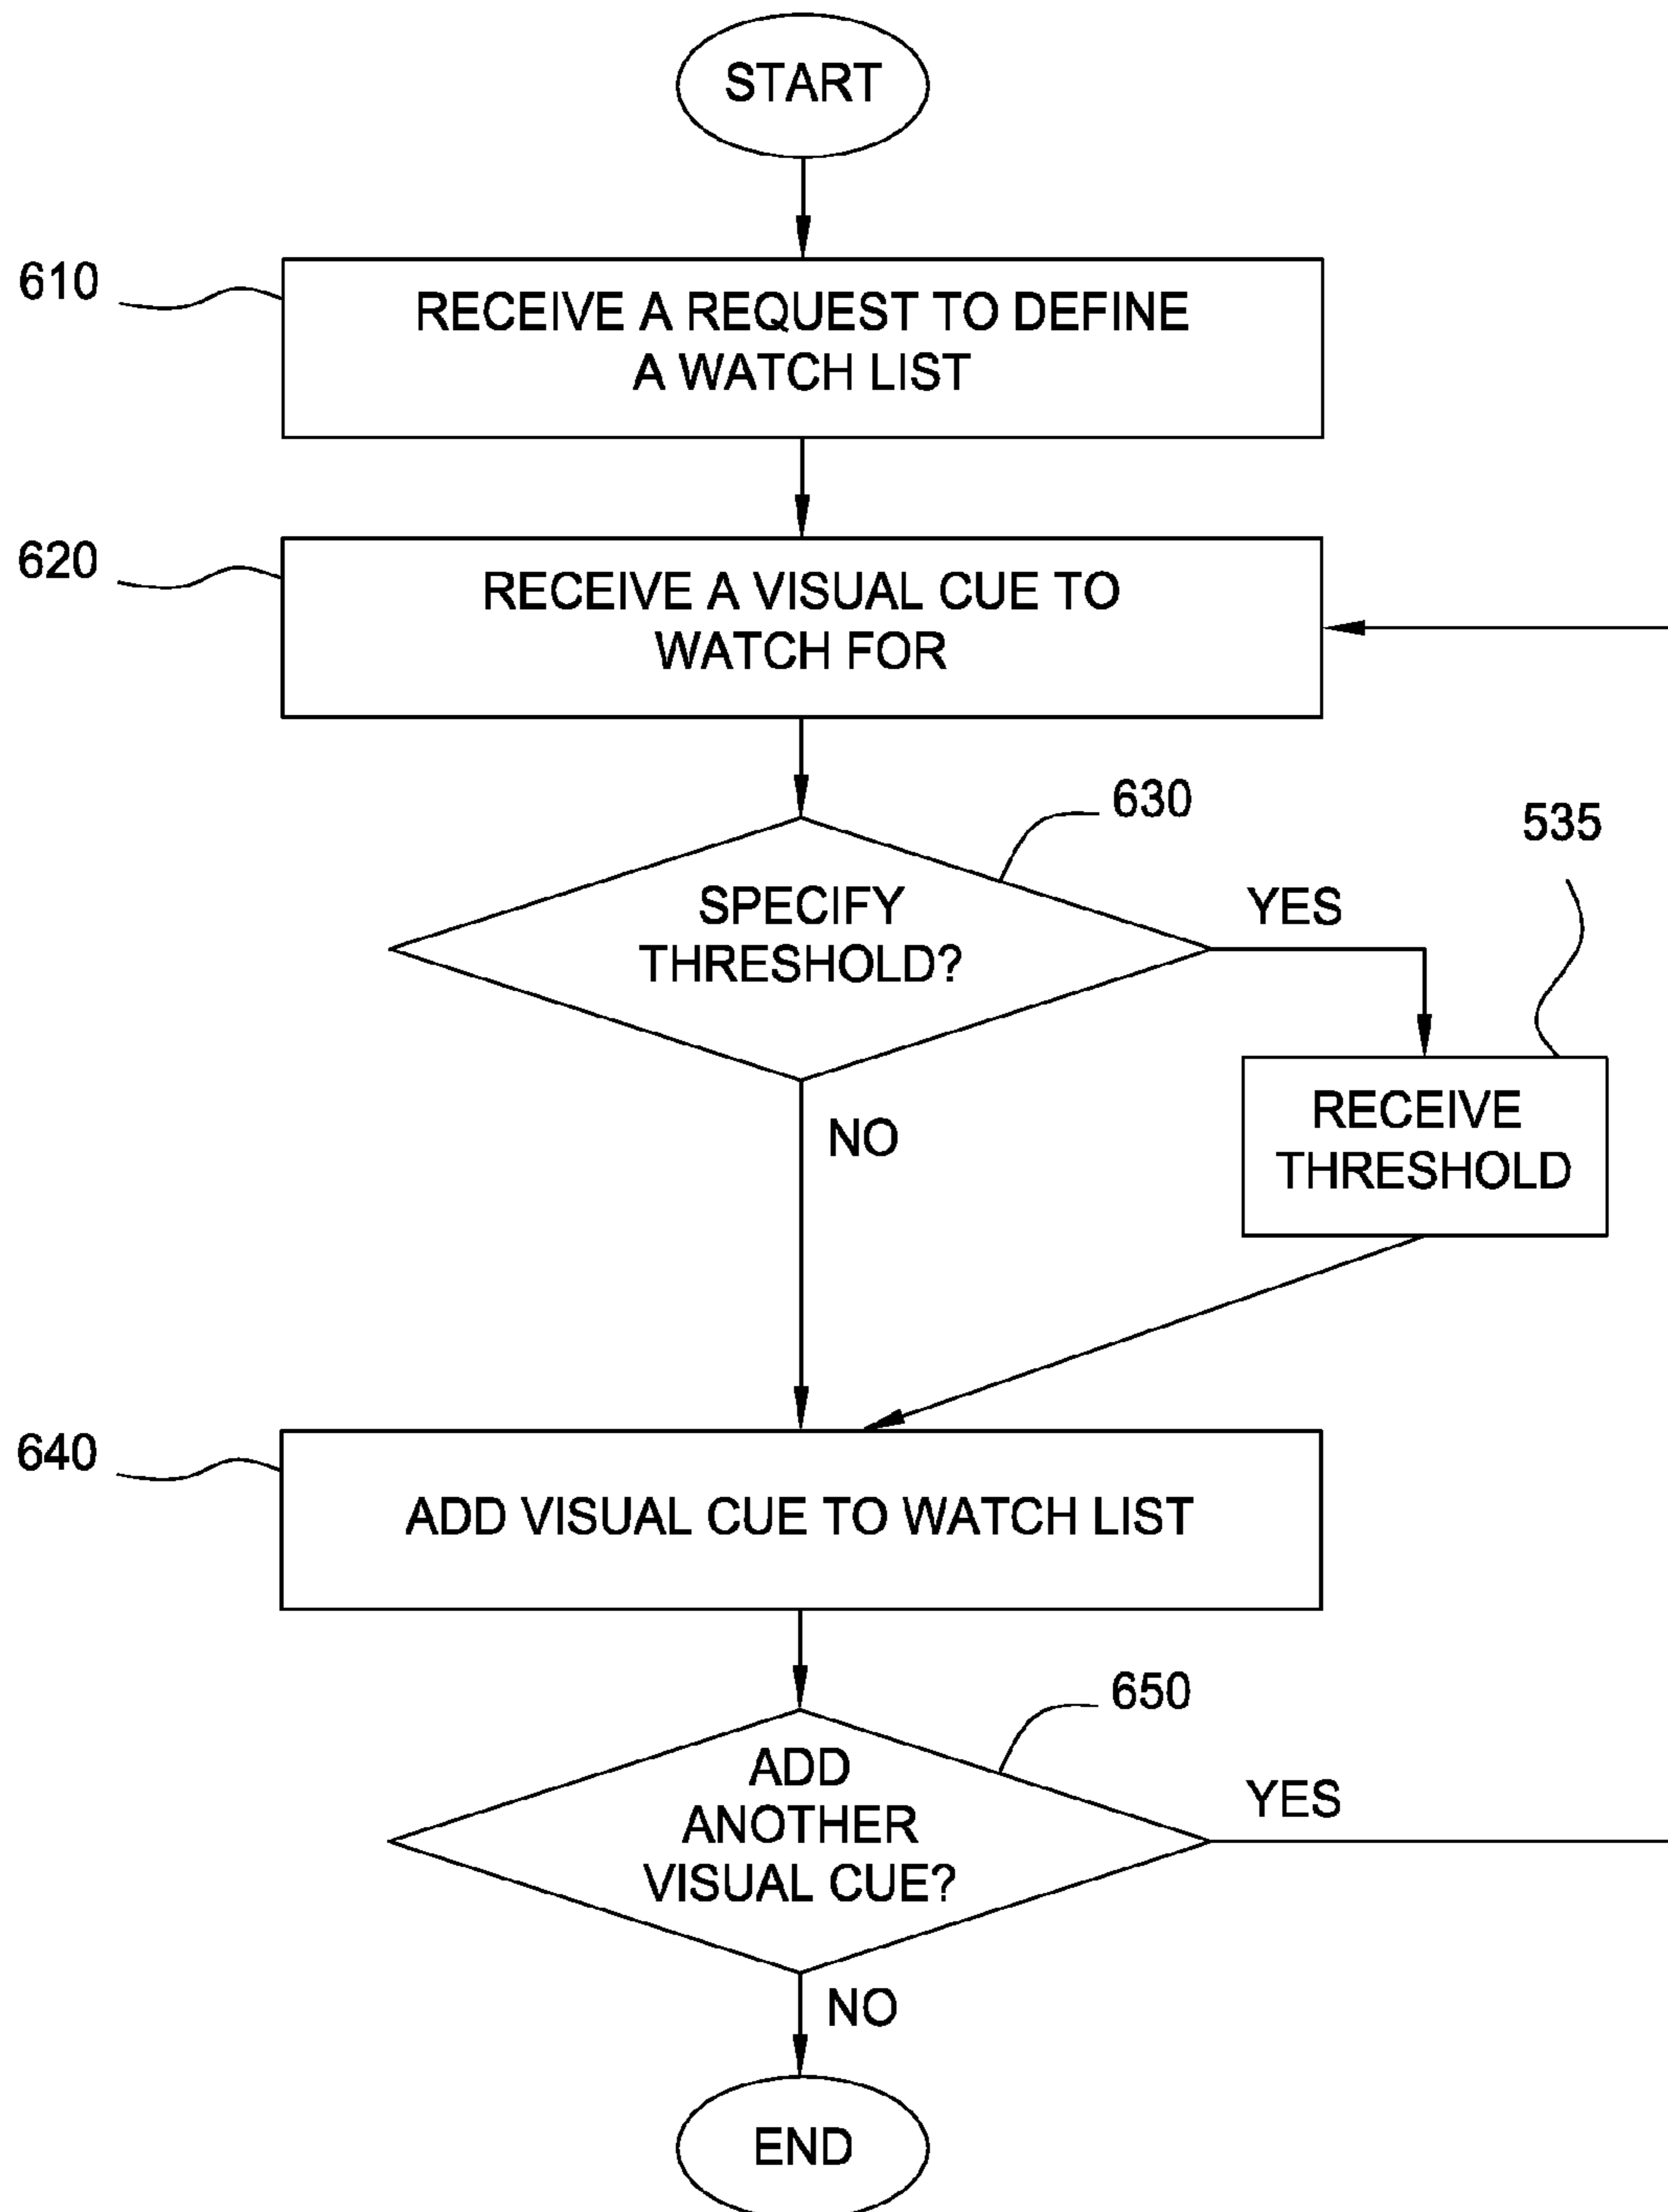 START
610
RECEIVE A REQUEST TO DEFINE
A WATCH LIST
620
RECEIVE A VISUAL CUE TO
WATCH FOR
630
535
SPECIFY
THRESHOLD?
YES
NO
RECEIVE
THRESHOLD
640
ADD VISUAL CUE TO WATCH LIST
650
ADD
ANOTHER
VISUAL CUE?
YES
NO
END